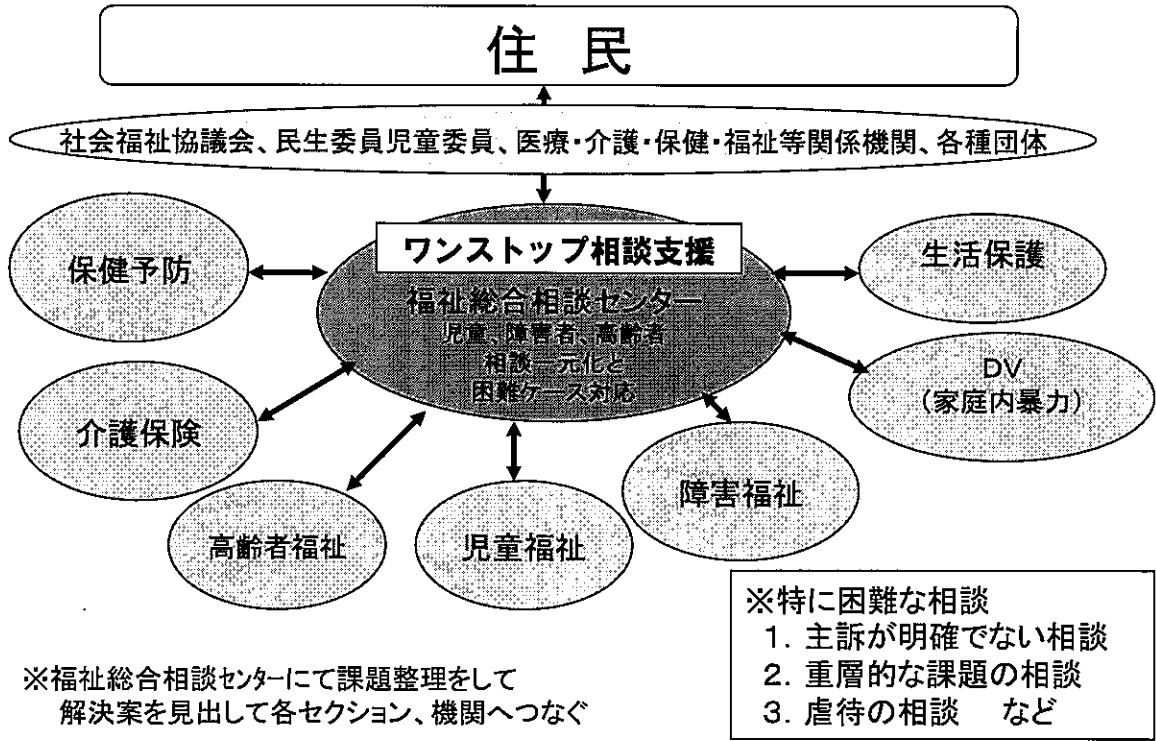 住 民
社会福祉協議会、民生委員児童委員、医療・介護・保健・福祉等関係機関、各種団体
ワンストップ相談支援
福祉総合相談センター
児童、障害者、高齢者
相談一元化と
困難ケース対応
保健予防
生活保護
DV
（家庭内暴力）
介護保険
高齢者福祉
児童福祉
障害福祉
※特に困難な相談
1. 主訴が明確でない相談
2. 重層的な課題の相談
3. 虐待の相談　など
※福祉総合相談センターにて課題整理をして
解決案を見出して各セクション、機関へつなぐ